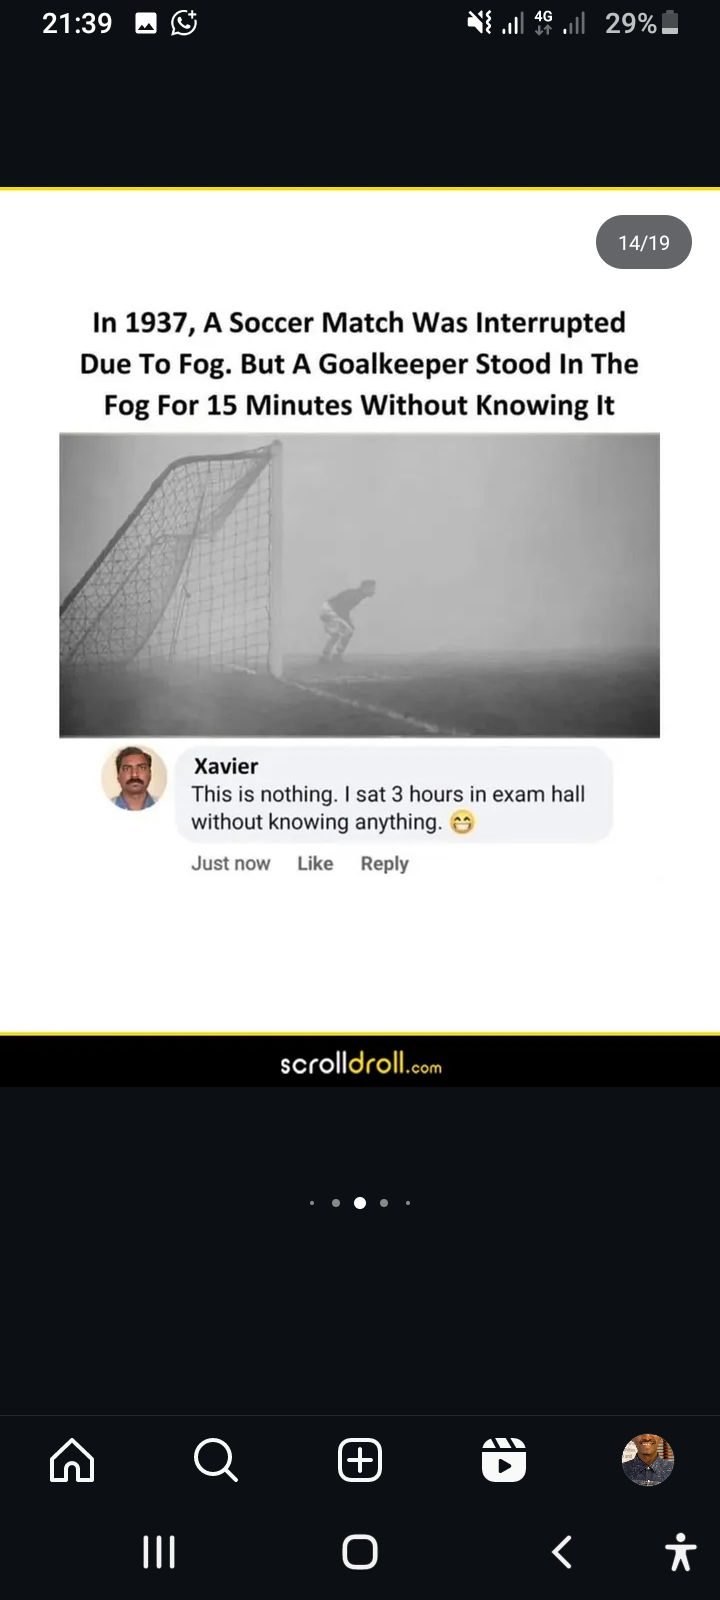 21:39
4G
29%
14/19
In 1937, A Soccer Match Was Interrupted
Due To Fog. But A Goalkeeper Stood In The
Fog For 15 Minutes Without Knowing It
Xavier
This is nothing. I sat 3 hours in exam hall
without knowing anything. 😁
Just now Like Reply
scrolldroll.com